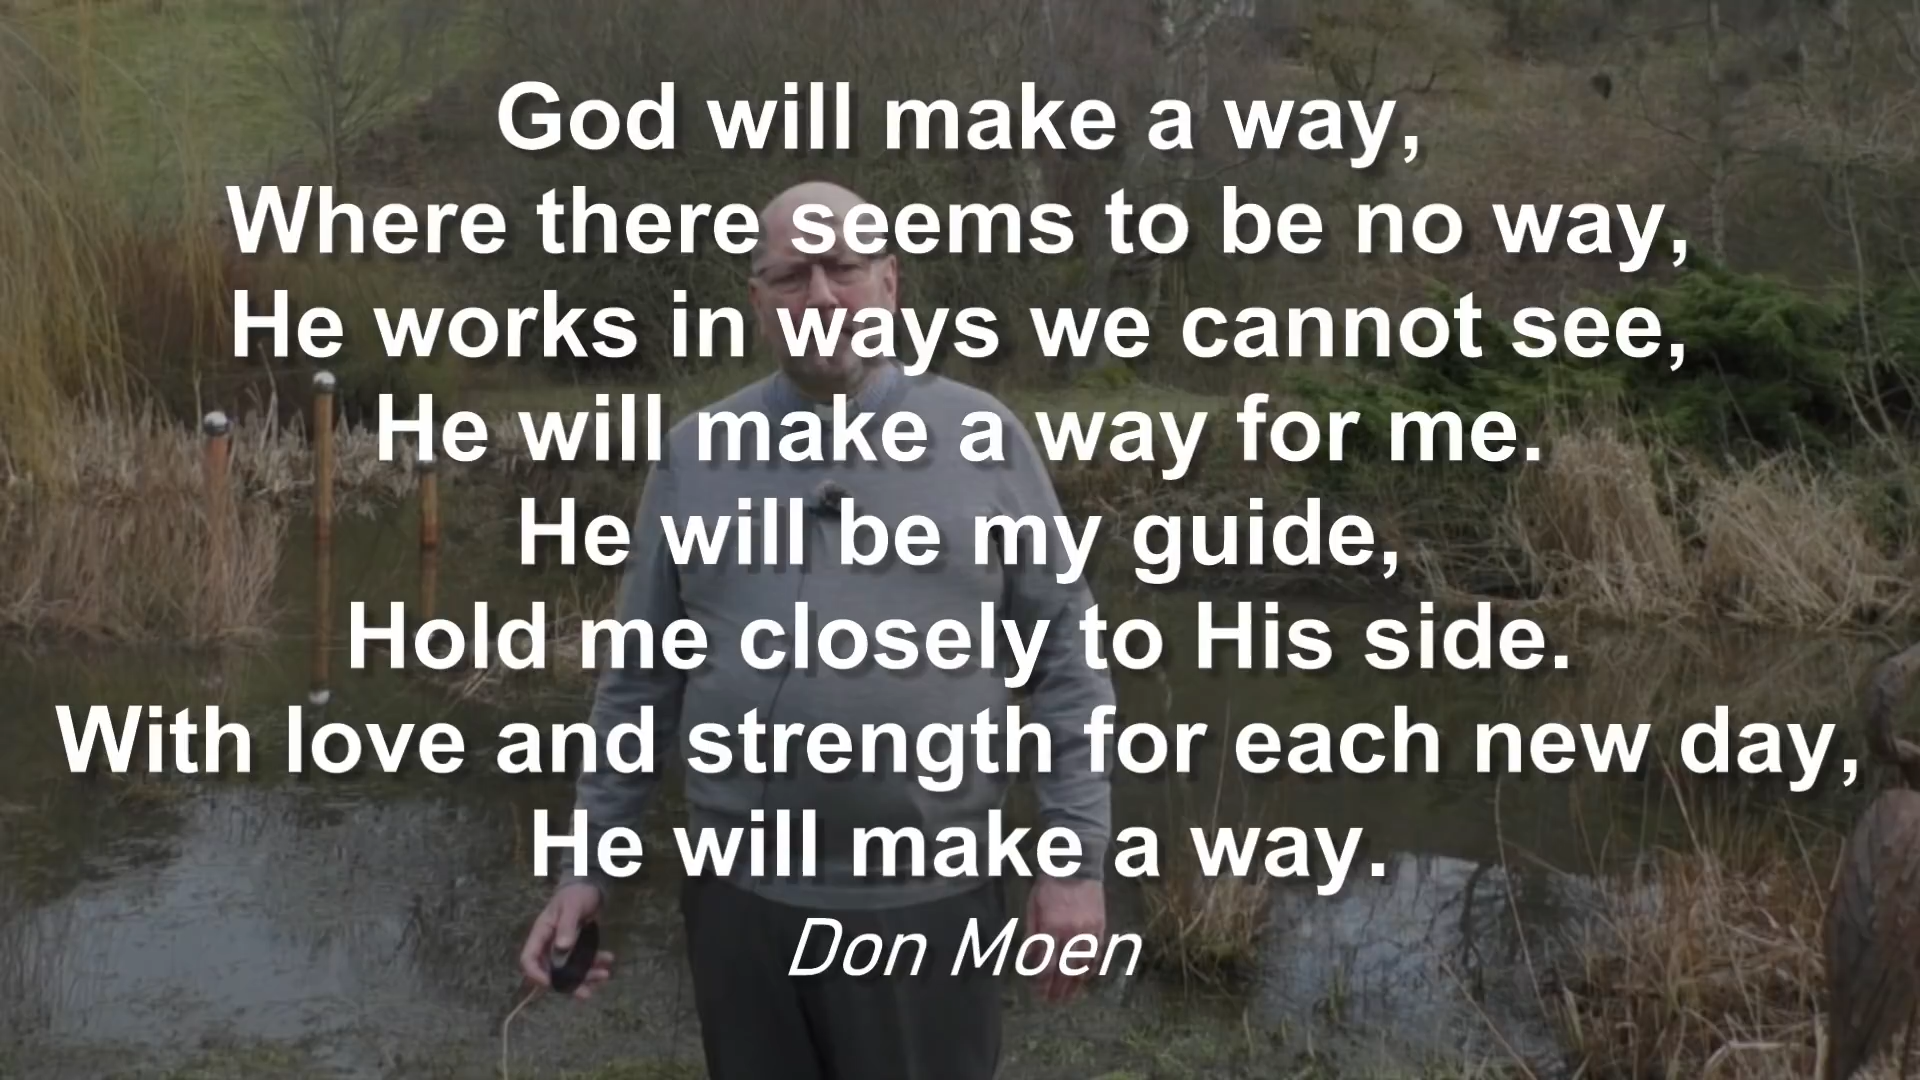 God will make a way,
Where there seems to be no way,
He works in ways we cannot see,
He will make a way for me.
He will be my guide,
Hold me closely to His side.
With love and strength for each new day,
He will make a way.
Don Moen